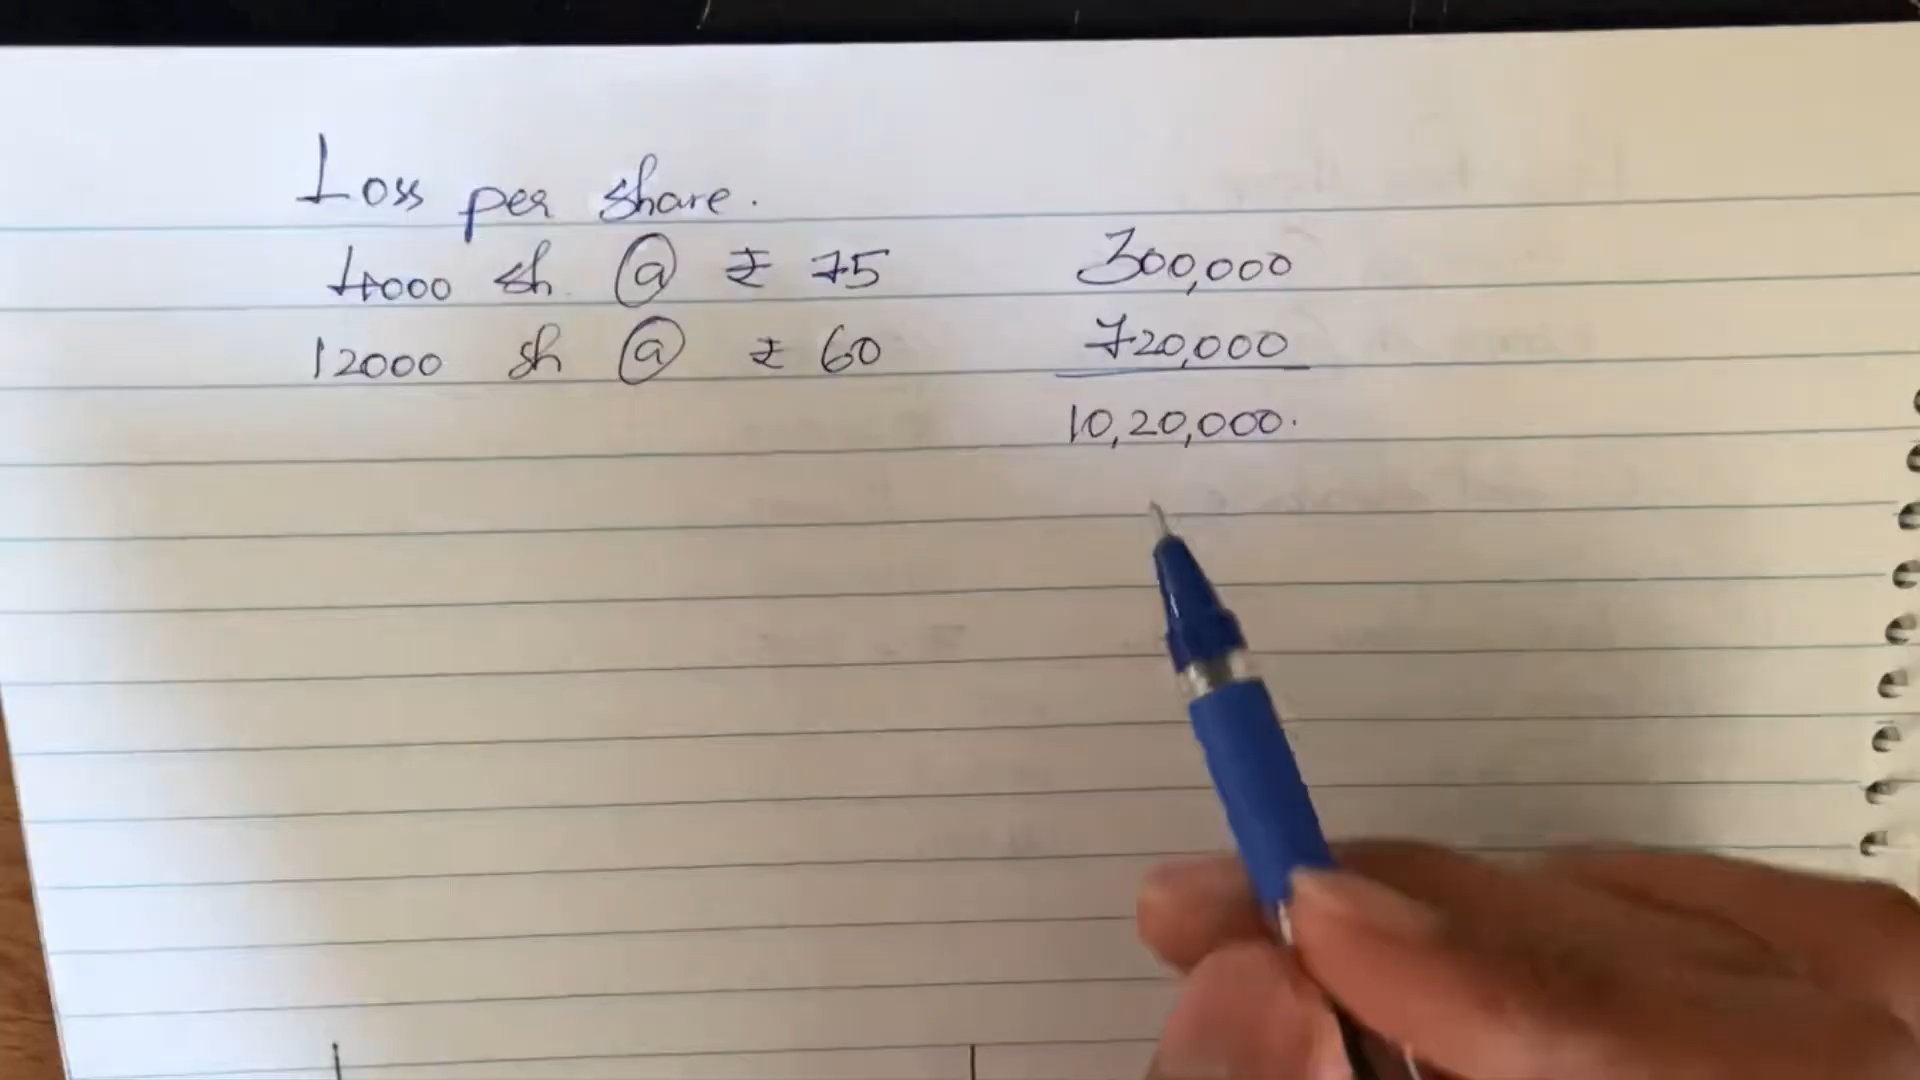 Loss per share.
4000 sh @ ₹ 75 300,000
12000 sh @ ₹ 60 720,000
10,20,000.